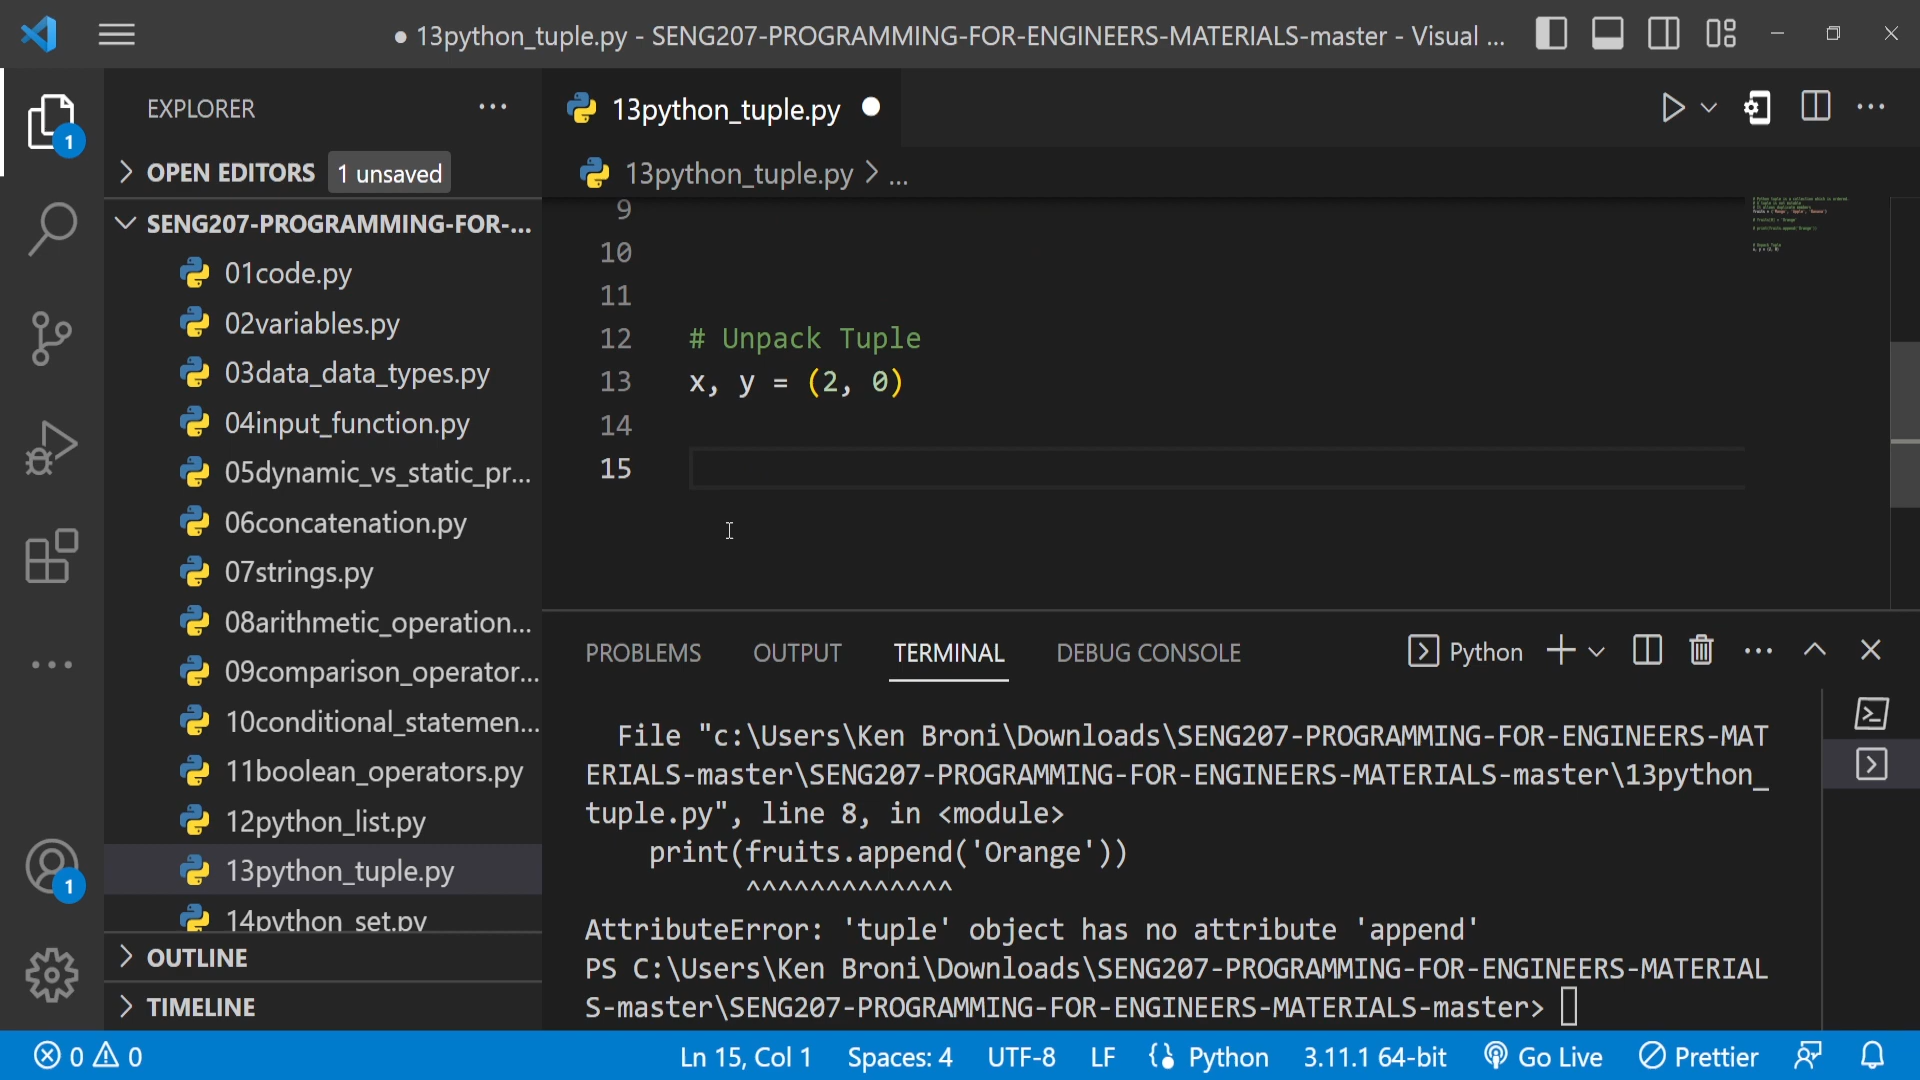 ● 13python_tuple.py - SENG207-PROGRAMMING-FOR-ENGINEERS-MATERIALS-master - Visual ...
EXPLORER
OPEN EDITORS 1 unsaved
SENG207-PROGRAMMING-FOR-...
01code.py
02variables.py
03data_data_types.py
04input_function.py
05dynamic_vs_static_pr...
06concatenation.py
07strings.py
08arithmetic_operation...
09comparison_operator...
10conditional_statemen...
11boolean_operators.py
12python_list.py
13python_tuple.py
14python_set.py
OUTLINE
TIMELINE
1
1
13python_tuple.py
13python_tuple.py > ...
9
10
11
12 # Unpack Tuple
13 x, y = (2, 0)
14
15
PROBLEMS OUTPUT TERMINAL DEBUG CONSOLE Python
File "c:\Users\Ken Broni\Downloads\SENG207-PROGRAMMING-FOR-ENGINEERS-MAT
ERIALS-master\SENG207-PROGRAMMING-FOR-ENGINEERS-MATERIALS-master\13python_
tuple.py", line 8, in <module>
print(fruits.append('Orange'))
^^^^^^^^^^^^^
AttributeError: 'tuple' object has no attribute 'append'
PS C:\Users\Ken Broni\Downloads\SENG207-PROGRAMMING-FOR-ENGINEERS-MATERIAL
S-master\SENG207-PROGRAMMING-FOR-ENGINEERS-MATERIALS-master>
0 0 Ln 15, Col 1 Spaces: 4 UTF-8 LF Python 3.11.1 64-bit Go Live Prettier